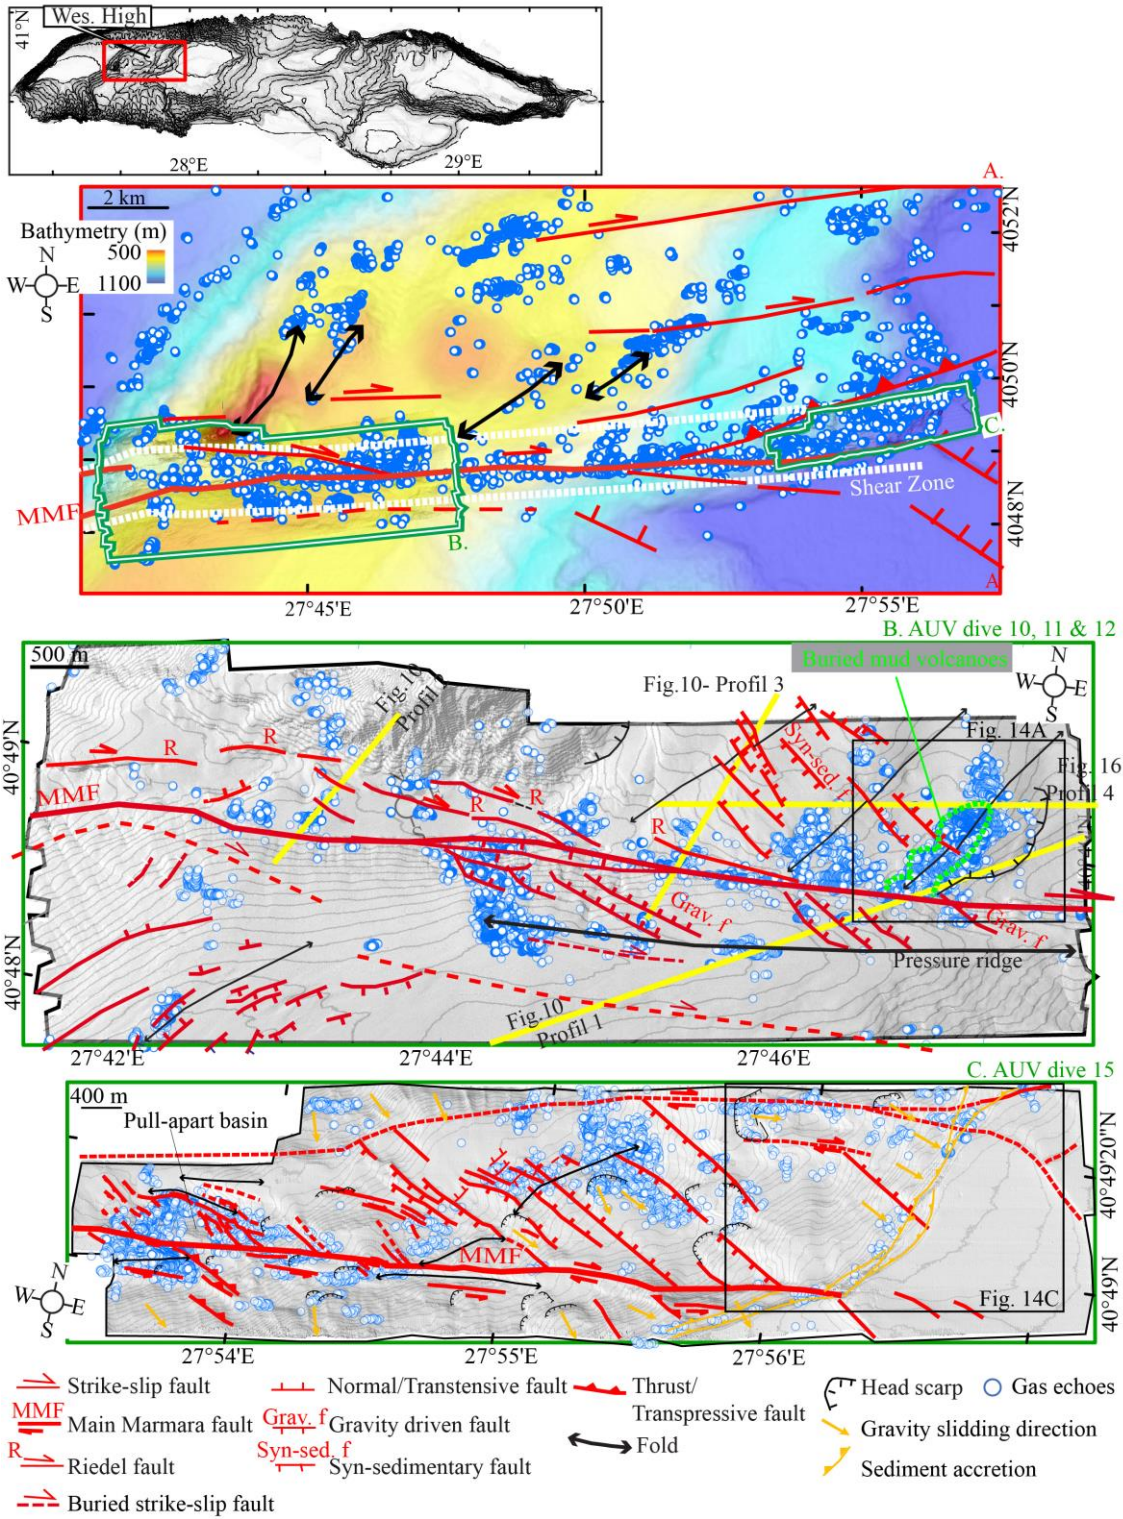 Wes. High
41°N
28°E
29°E
A.
2 km
Bathymetry (m)
500
1100
N
W
E
S
4052'N
4050'N
4048'N
C.
Shear Zone
MMF
B.
A
27°45'E
27°50'E
27°55'E
B. AUV dive 10, 11 & 12
500 m
Buried mud volcanoes
Fig.10
Profil
Fig.10- Profil 3
N
W
E
S
Fig. 14A
Fig. 16
Profil 4
40°49'N
R
R
MMF
R
R
R
Syn-sed. f
Grav. f
Grav. f
Pressure ridge
40°48'N
Fig.10
Profil 1
27°42'E
27°44'E
27°46'E
C. AUV dive 15
400 m
Pull-apart basin
40°49'20"N
MMF
40°49'N
Fig. 14C
N
W
E
S
27°54'E
27°55'E
27°56'E
Strike-slip fault
MMF
Main Marmara fault
R
Riedel fault
Buried strike-slip fault
Normal/Transtensive fault
Grav. f
Gravity driven fault
Syn-sed. f
Syn-sedimentary fault
Thrust/
Transpressive fault
Fold
Head scarp
Gas echoes
Gravity slidding direction
Sediment accretion